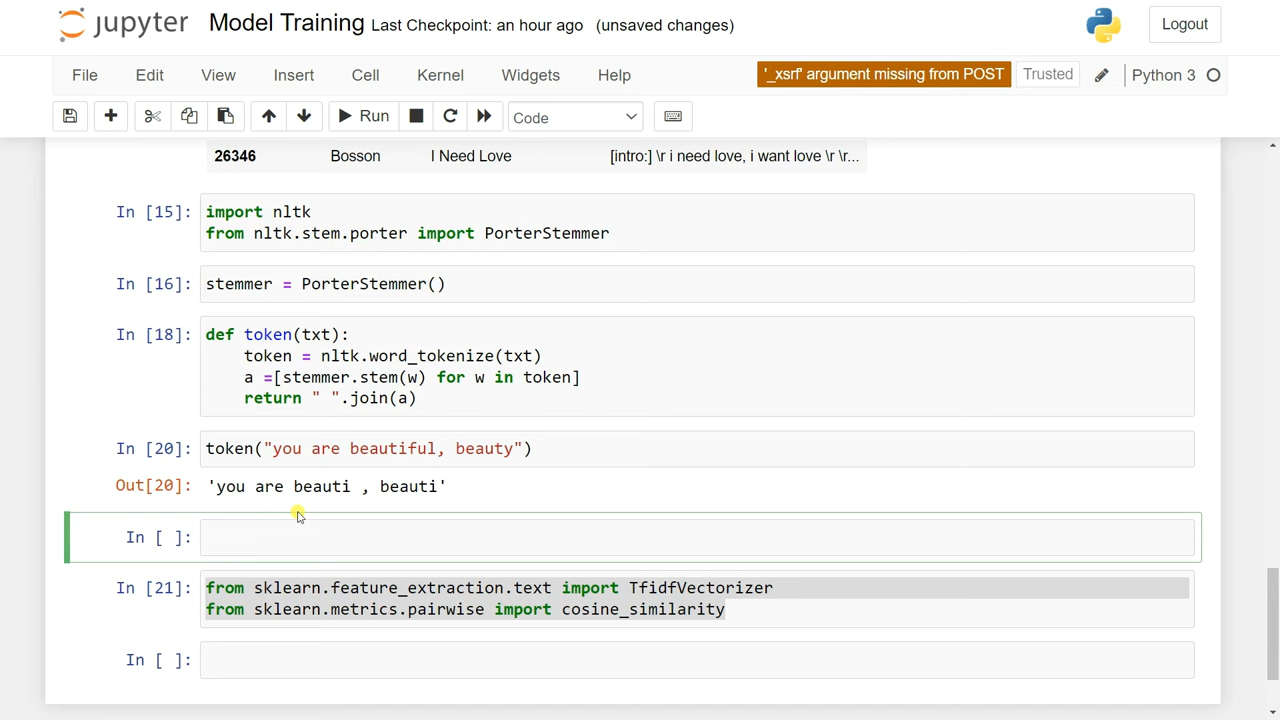 jupyter Model Training Last Checkpoint: an hour ago (unsaved changes) Logout
File Edit View Insert Cell Kernel Widgets Help '_xsrf' argument missing from POST Trusted Python 3
Run Code
26346 Bosson I Need Love [intro:] \r i need love, i want love \r \r...
In [15]: import nltk
from nltk.stem.porter import PorterStemmer
In [16]: stemmer = PorterStemmer()
In [18]: def token(txt):
    token = nltk.word_tokenize(txt)
    a =[stemmer.stem(w) for w in token]
    return " ".join(a)
In [20]: token("you are beautiful, beauty")
Out[20]: 'you are beauti , beauti'
In [ ]:
In [21]: from sklearn.feature_extraction.text import TfidfVectorizer
from sklearn.metrics.pairwise import cosine_similarity
In [ ]: